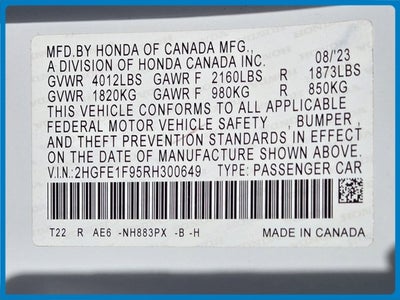 MFD.BY HONDA OF CANADA MFG.,
A DIVISION OF HONDA CANADA INC. 08/'23
GVWR 4012LBS GAWR F 2160LBS R 1873LBS
GVWR 1820KG GAWR F 980KG R 850KG
THIS VEHICLE CONFORMS TO ALL APPLICABLE
FEDERAL MOTOR VEHICLE SAFETY , BUMPER ,
AND THEFT PREVENTION STANDARDS IN EFFECT
ON THE DATE OF MANUFACTURE SHOWN ABOVE.
V.I.N.:2HGFE1F95RH300649 TYPE: PASSENGER CAR
T22 R AE6 -NH883PX -B -H MADE IN CANADA